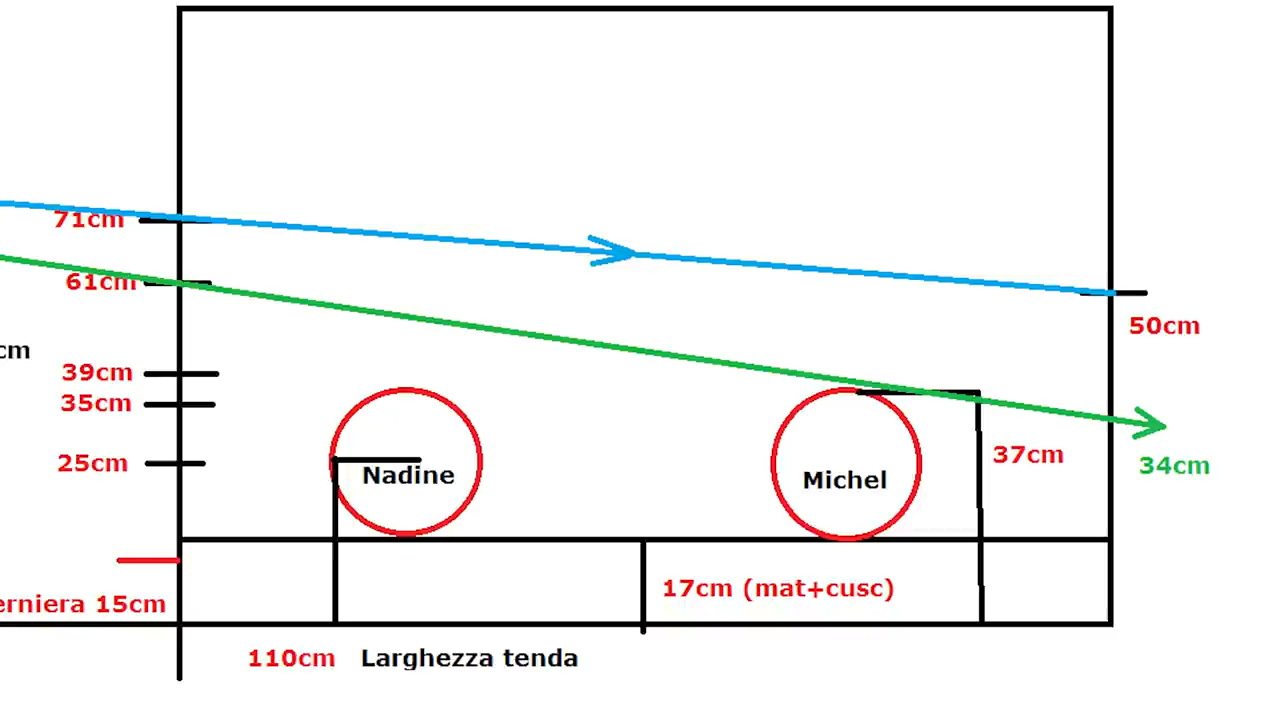 71cm
61cm
50cm
cm
39cm
35cm
25cm
Nadine
Michel
37cm
34cm
17cm (mat+cusc)
erniera 15cm
110cm Larghezza tenda